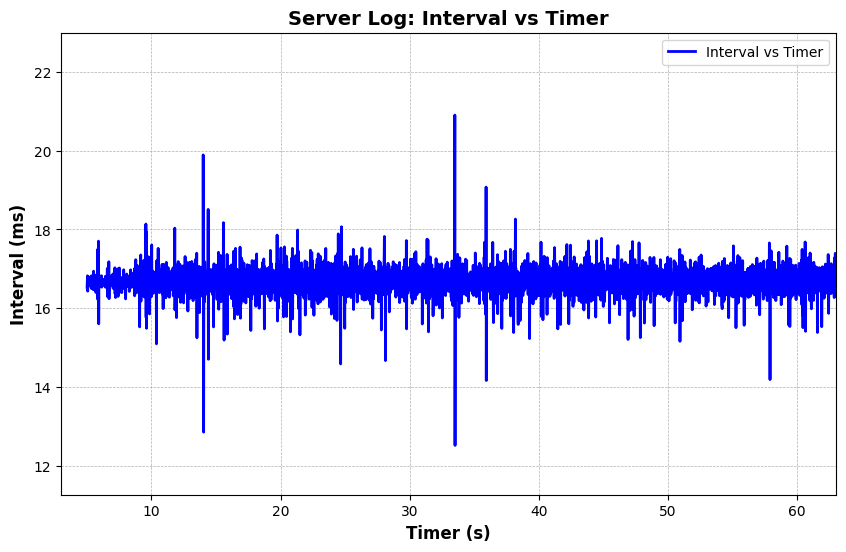 Server Log: Interval vs Timer
Interval vs Timer
22
20
18
16
14
12
Interval (ms)
10 20 30 40 50 60
Timer (s)